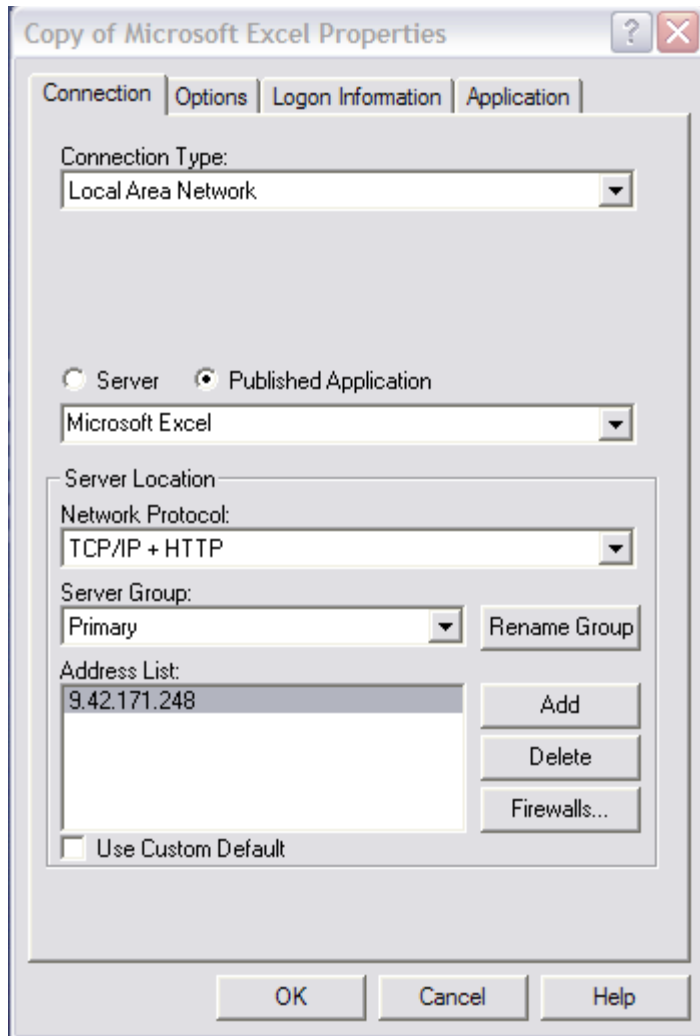 Copy of Microsoft Excel Properties
Connection Options Logon Information Application
Connection Type:
Local Area Network
Server Published Application
Microsoft Excel
Server Location
Network Protocol:
TCP/IP + HTTP
Server Group:
Primary Rename Group
Address List:
9.42.171.248 Add
Delete
Firewalls...
Use Custom Default
OK Cancel Help